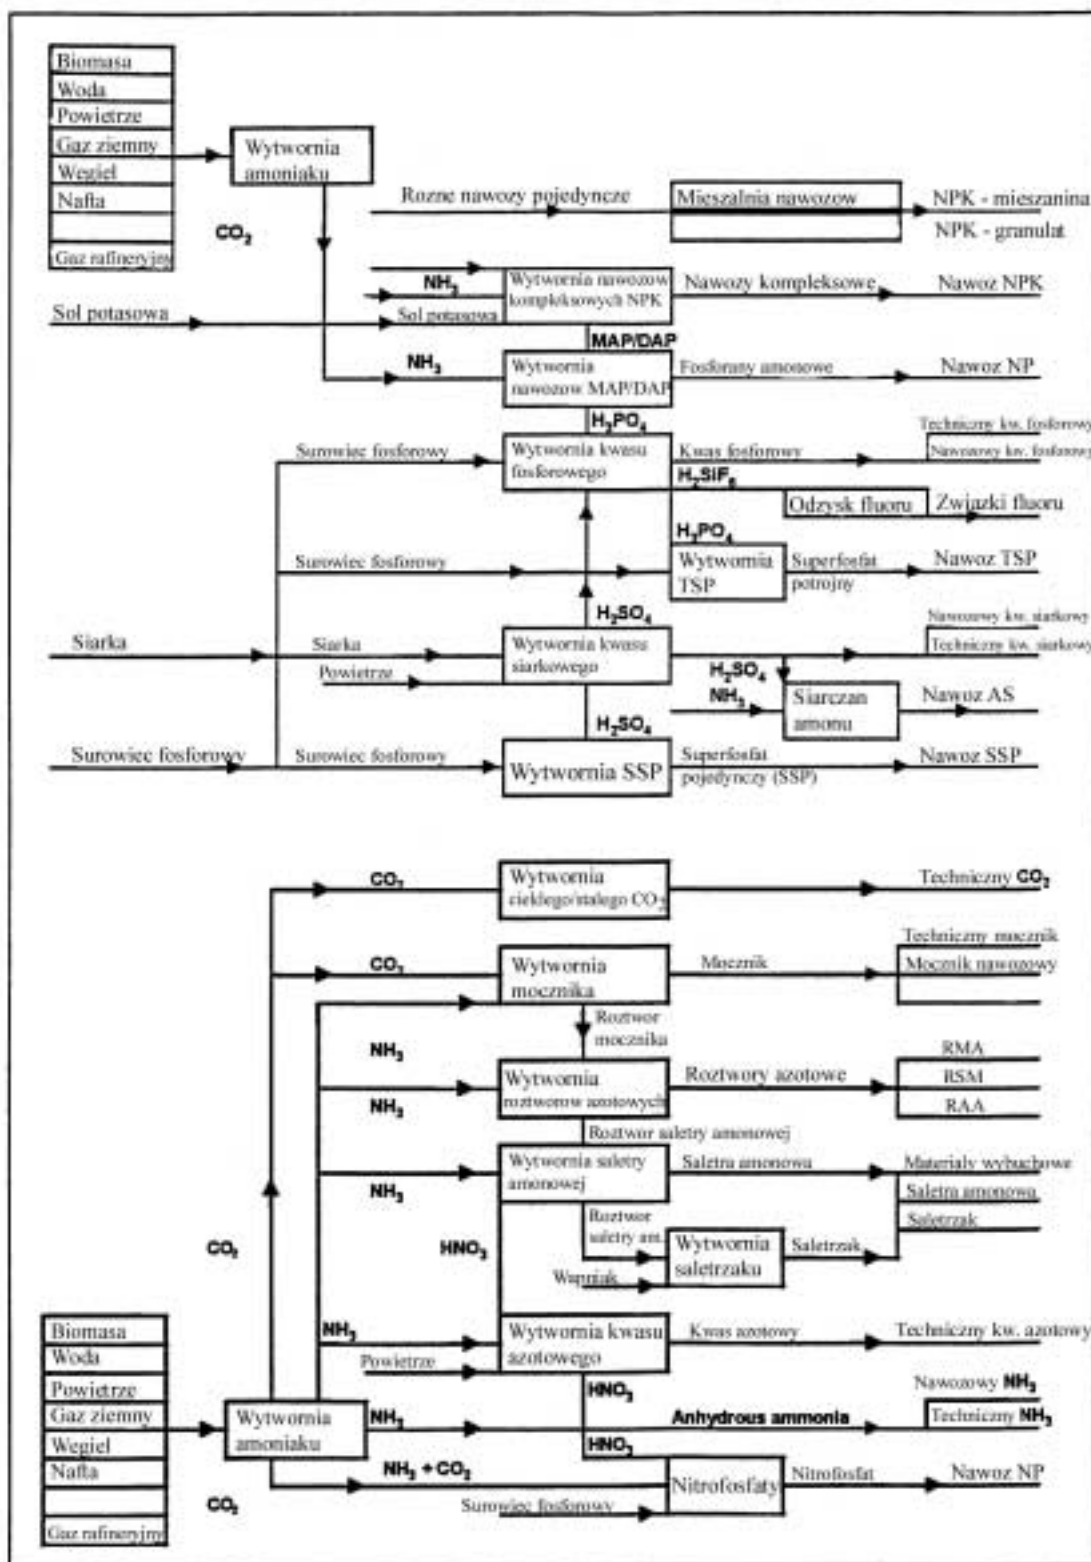 Biomasa
Woda
Powietrze
Gaz ziemny
Wegiel
Nafta
Gaz rafineryjny
Wytwornia
amoniaku
CO2
Rozne nawozy pojedyncze
Mieszalnia nawozow
NPK - mieszanina
NPK - granulat
NH3
Wytwornia nawozow
kompleksowych NPK
Nawozy kompleksowe
Nawoz NPK
Sol potasowa
Sol potasowa
MAP/DAP
NH3
Wytwornia
nawozow MAP/DAP
Fosforany amonowe
Nawoz NP
H3PO4
Surowiec fosforowy
Wytwornia kwasu
fosforowego
Kwas fosforowy
Techniczny kw. fosforowy
Nawozowy kw. fosforowy
H2SiF6
Odzysk fluoru
Zwiazki fluoru
H3PO4
Surowiec fosforowy
Wytwornia
TSP
Superfosfat
potrojny
Nawoz TSP
H2SO4
Siarka
Siarka
Powietrze
Wytwornia kwasu
siarkowego
Nawozowy kw. siarkowy
Techniczny kw. siarkowy
H2SO4
NH3
Siarczan
amonu
Nawoz AS
H2SO4
Surowiec fosforowy
Surowiec fosforowy
Wytwornia SSP
Superfosfat
pojedynczy (SSP)
Nawoz SSP
CO2
Wytwornia
cieklego/stalego CO2
Techniczny CO2
CO2
Wytwornia
mocznika
Mocznik
Techniczny mocznik
Mocznik nawozowy
Roztwor
mocznika
NH3
NH3
Wytwornia
roztworow azotowych
Roztwory azotowe
RMA
RSM
RAA
Roztwor saletry amonowej
NH3
Wytwornia saletry
amonowej
Saletra amonowa
Materialy wybuchowe
Saletra amonowa
Saletrzak
Roztwor
saletry am.
HNO3
CO2
Wytwornia
saletrzaku
Saletrzak
Wapniak
NH3
Powietrze
Wytwornia kwasu
azotowego
Kwas azotowy
Techniczny kw. azotowy
HNO3
Biomasa
Woda
Powietrze
Gaz ziemny
Wegiel
Nafta
Gaz rafineryjny
Wytwornia
amoniaku
NH3
Anhydrous ammonia
Nawozowy NH3
Techniczny NH3
HNO3
NH3 + CO2
CO2
Surowiec fosforowy
Nitrofosfaty
Nitrofosfat
Nawoz NP